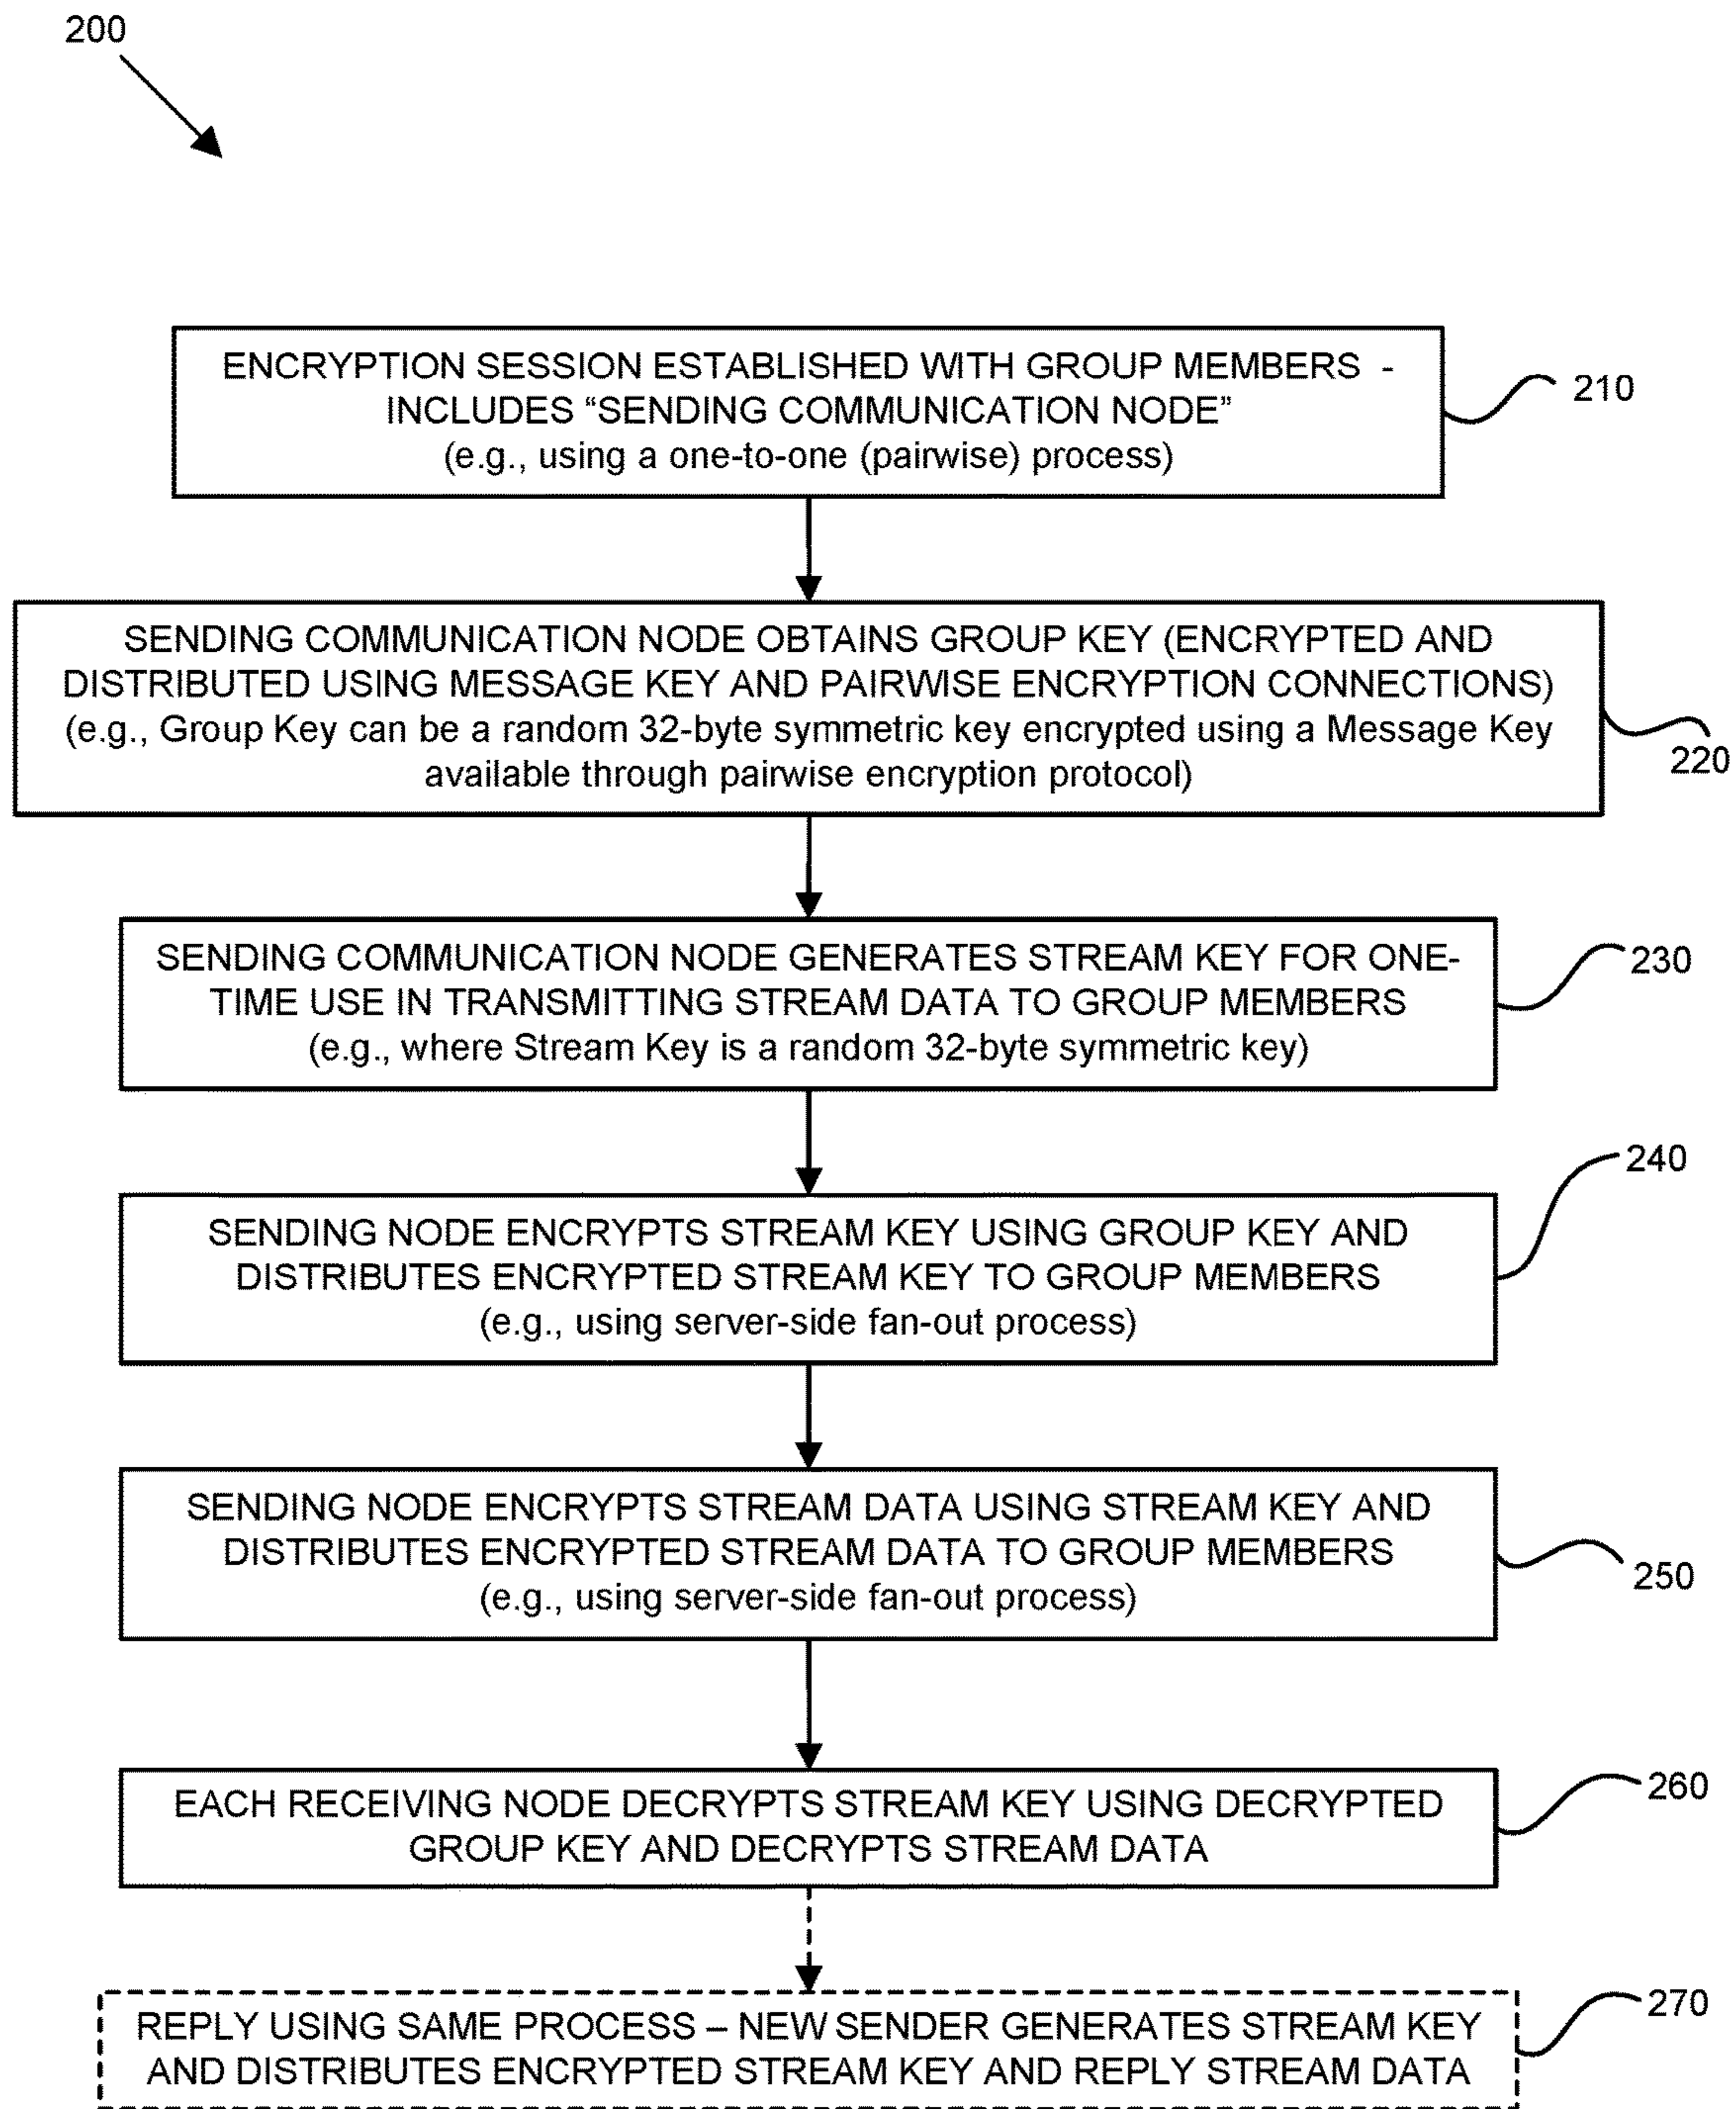 200
ENCRYPTION SESSION ESTABLISHED WITH GROUP MEMBERS -
INCLUDES “SENDING COMMUNICATION NODE”
(e.g., using a one-to-one (pairwise) process)
210
SENDING COMMUNICATION NODE OBTAINS GROUP KEY (ENCRYPTED AND
DISTRIBUTED USING MESSAGE KEY AND PAIRWISE ENCRYPTION CONNECTIONS)
(e.g., Group Key can be a random 32-byte symmetric key encrypted using a Message Key
available through pairwise encryption protocol)
220
SENDING COMMUNICATION NODE GENERATES STREAM KEY FOR ONE-
TIME USE IN TRANSMITTING STREAM DATA TO GROUP MEMBERS
(e.g., where Stream Key is a random 32-byte symmetric key)
230
SENDING NODE ENCRYPTS STREAM KEY USING GROUP KEY AND
DISTRIBUTES ENCRYPTED STREAM KEY TO GROUP MEMBERS
(e.g., using server-side fan-out process)
240
SENDING NODE ENCRYPTS STREAM DATA USING STREAM KEY AND
DISTRIBUTES ENCRYPTED STREAM DATA TO GROUP MEMBERS
(e.g., using server-side fan-out process)
250
EACH RECEIVING NODE DECRYPTS STREAM KEY USING DECRYPTED
GROUP KEY AND DECRYPTS STREAM DATA
260
REPLY USING SAME PROCESS – NEW SENDER GENERATES STREAM KEY
AND DISTRIBUTES ENCRYPTED STREAM KEY AND REPLY STREAM DATA
270